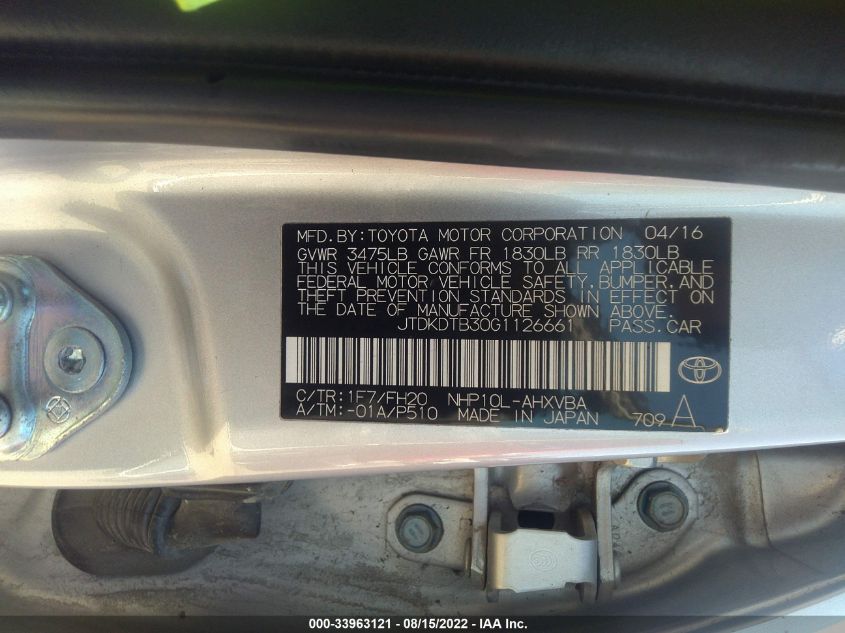 MFD.BY:TOYOTA MOTOR CORPORATION 04/16
GVWR 3475LB GAWR FR 1830LB RR 1830LB
THIS VEHICLE CONFORMS TO ALL APPLICABLE
FEDERAL MOTOR VEHICLE SAFETY,BUMPER,AND
THEFT PREVENTION STANDARDS IN EFFECT ON
THE DATE OF MANUFACTURE SHOWN ABOVE.
JTDKDTB30G1126661 PASS.CAR
C/TR:1F7/FH20 NHP10L-AHXVBA
A/TM:-01A/P510 MADE IN JAPAN 709 A
000-33963121 - 08/15/2022 - IAA Inc.